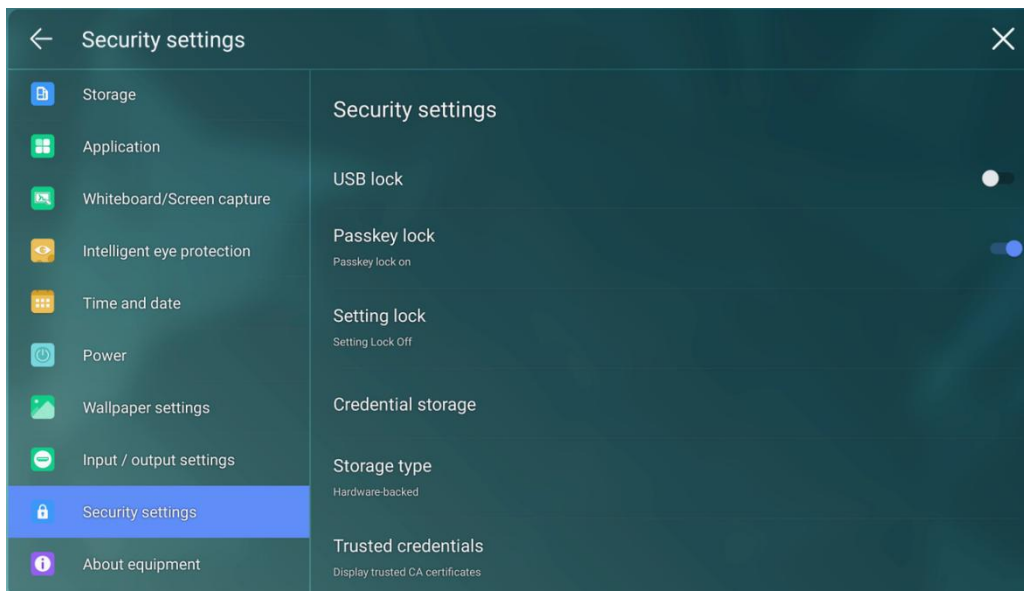 Security settings
Storage
Application
Whiteboard/Screen capture
Intelligent eye protection
Time and date
Power
Wallpaper settings
Input / output settings
Security settings
About equipment
Security settings
USB lock
Passkey lock
Passkey lock on
Setting lock
Setting Lock Off
Credential storage
Storage type
Hardware-backed
Trusted credentials
Display trusted CA certificates